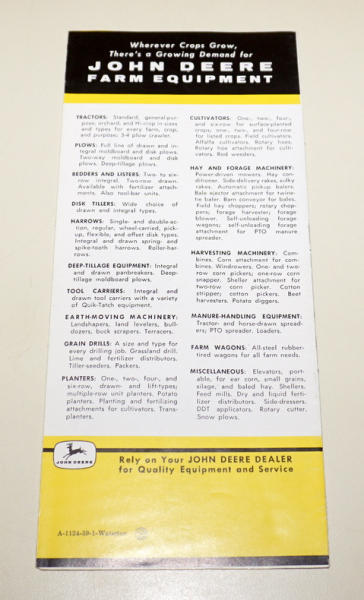 Wherever Crops Grow,
There's a Growing Demand for
JOHN DEERE
FARM EQUIPMENT
TRACTORS: Standard, general-pur-
pose, orchard, and Hi-crop in sizes
and types for every farm, crop,
and purpose; 3-4 plow crawler.
PLOWS: Full line of drawn and in-
tegral moldboard and disk plows.
Two-way moldboard and disk
plows. Deep-tillage plows.
BEDDERS AND LISTERS: Two- to six-
row integral. Two-row drawn.
Available with fertilizer attach-
ments. Also tool-bar units.
DISK TILLERS: Wide choice of
drawn and integral types.
HARROWS: Single- and double-ac-
tion, regular, wheel-carried, pick-
up, flexible, and offset disk types.
Integral and drawn spring- and
spike-tooth harrows. Roller-har-
rows.
DEEP-TILLAGE EQUIPMENT: Integral
and drawn panbreakers. Deep-
tillage moldboard plows.
TOOL CARRIERS: Integral and
drawn tool carriers with a variety
of Quik-Tatch equipment.
EARTH-MOVING MACHINERY:
Landshapers, land levelers, bull-
dozers, buck scrapers. Terracers.
GRAIN DRILLS: A size and type for
every drilling job. Grassland drill.
Lime and fertilizer distributors.
Tiller-seeders. Packers.
PLANTERS: One-, two-, four-, and
six-row, drawn- and lift-types;
multiple-row unit planters. Potato
planters. Planting and fertilizing
attachments for cultivators. Trans-
planters.
CULTIVATORS: One-, two-, four-,
and six-row for surface-planted
crops; one-, two-, and four-row
for listed crops. Field cultivators.
Alfalfa cultivators. Rotary hoes.
Rotary hoe attachment for culti-
vators. Rod weeders.
HAY AND FORAGE MACHINERY:
Power-driven mowers. Hay con-
ditioner. Side-delivery rakes, sulky
rakes. Automatic pick-up balers.
Bale ejector attachment for twine-
tie baler. Barn conveyor for bales.
Field hay choppers; rotary chop-
pers; forage harvester; forage
blower. Self-unloading forage
wagons; self-unloading forage
attachment for PTO manure
spreader.
HARVESTING MACHINERY: Com-
bines. Corn attachment for com-
bines. Windrowers. One- and two-
row corn pickers; one-row corn
snapper. Sheller attachment for
two-row corn picker. Cotton
stripper; cotton pickers. Beet
harvesters. Potato diggers.
MANURE-HANDLING EQUIPMENT:
Tractor- and horse-drawn spread-
ers; PTO spreader. Loaders.
FARM WAGONS: All-steel rubber-
tired wagons for all farm needs.
MISCELLANEOUS: Elevators, port-
able, for ear corn, small grains,
silage, and baled hay. Shellers.
Feed mills. Dry and liquid ferti-
lizer distributors. Side-dressers.
DDT applicators. Rotary cutter.
Snow plows.
JOHN DEERE
Rely on Your JOHN DEERE DEALER
for Quality Equipment and Service
A-1124-59-1-Waterloo